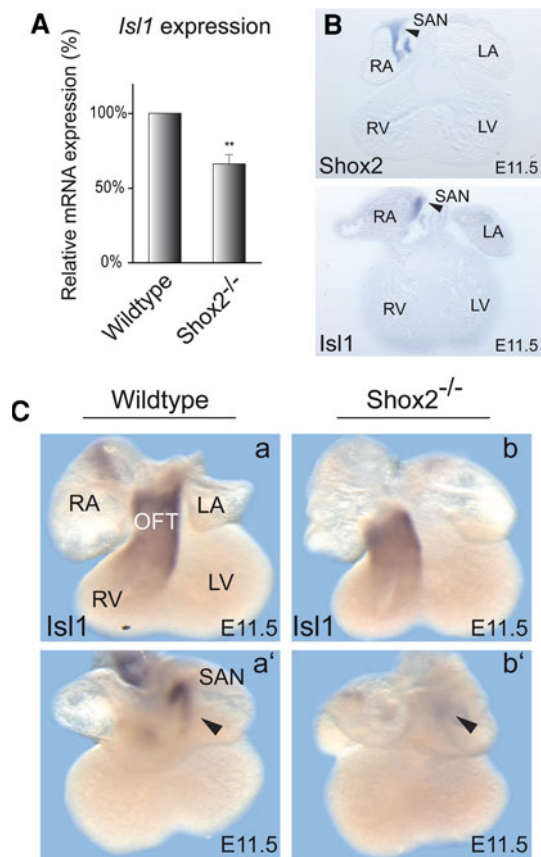 A
Isl1 expression
Relative mRNA expression (%)
100%
50%
0%
**
Wildtype
Shox2-/-
B
SAN
RA
LA
RV
LV
Shox2
E11.5
SAN
RA
LA
RV
LV
Isl1
E11.5
Wildtype
Shox2-/-
C
a
RA
OFT
LA
RV
LV
Isl1
E11.5
b
Isl1
E11.5
a'
SAN
E11.5
b'
E11.5